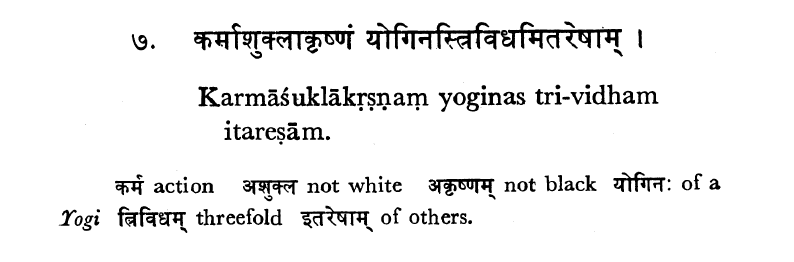 ७. कर्माशुक्लाकृष्णं योगिनस्त्रिविधमितरेषाम् ।
Karmāśuklākṛṣṇaṃ yoginas tri-vidham
itareṣām.
कर्म action अशुक्ल not white अकृष्णम् not black योगिनः of a
Yogi त्रिविधम् threefold इतरेषाम् of others.